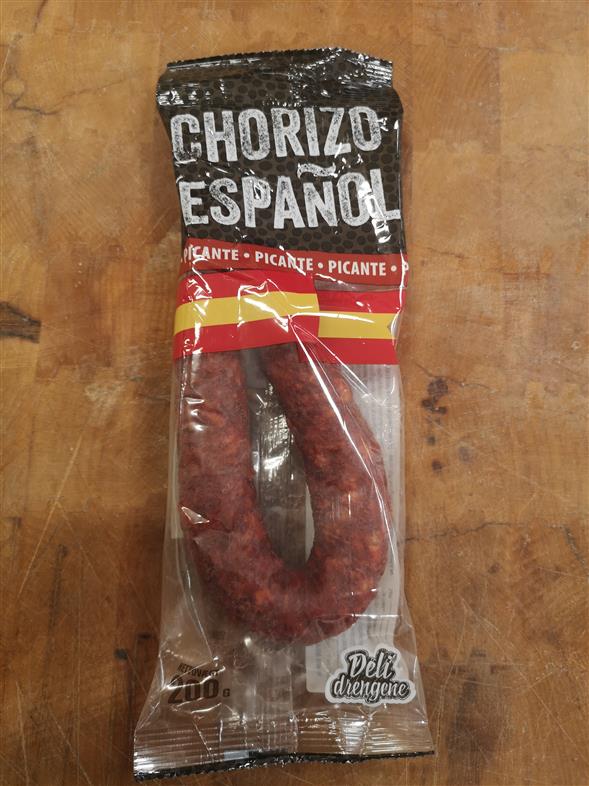 CHORIZO
ESPAÑOL
PICANTE • PICANTE • PICANTE • P
200 G
Deli
drengene